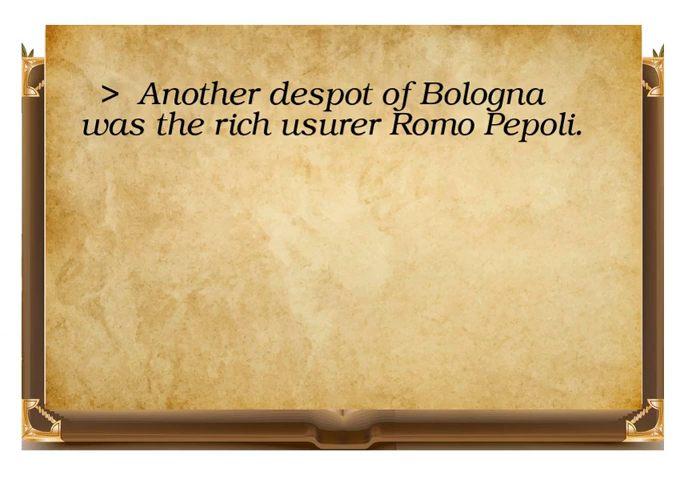 > Another despot of Bologna
was the rich usurer Romo Pepoli.